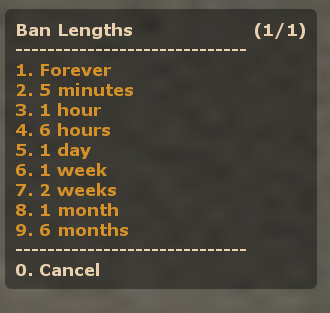 Ban Lengths (1/1)
-----------------------------
1. Forever
2. 5 minutes
3. 1 hour
4. 6 hours
5. 1 day
6. 1 week
7. 2 weeks
8. 1 month
9. 6 months
-----------------------------
0. Cancel